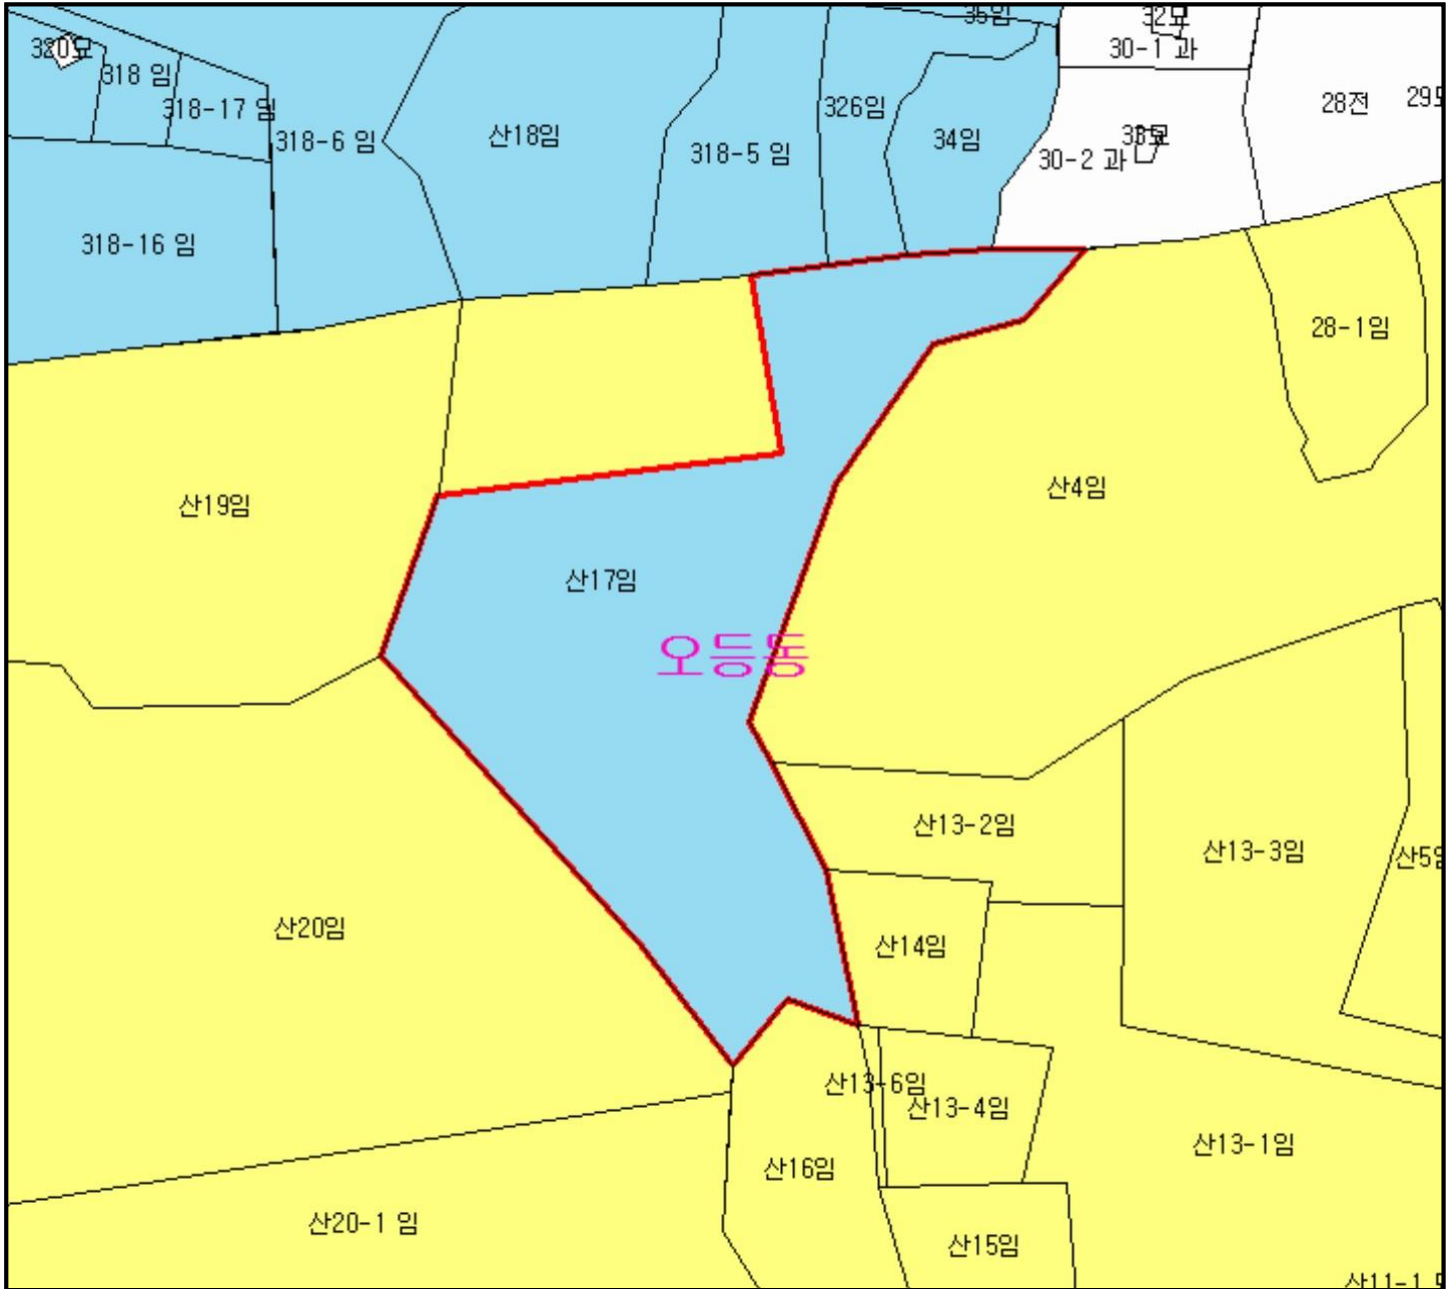 35임
32묘
320묘
30-1 과
318 임
318-17 임
28전
326임
318-6 임
산18임
34임
33묘
318-5 임
30-2 과
318-16 임
28-1임
산4임
산19임
산17임
오등동
산13-2임
산13-3임
산20임
산14임
산13-6임
산13-4임
산13-1임
산16임
산20-1 임
산15임